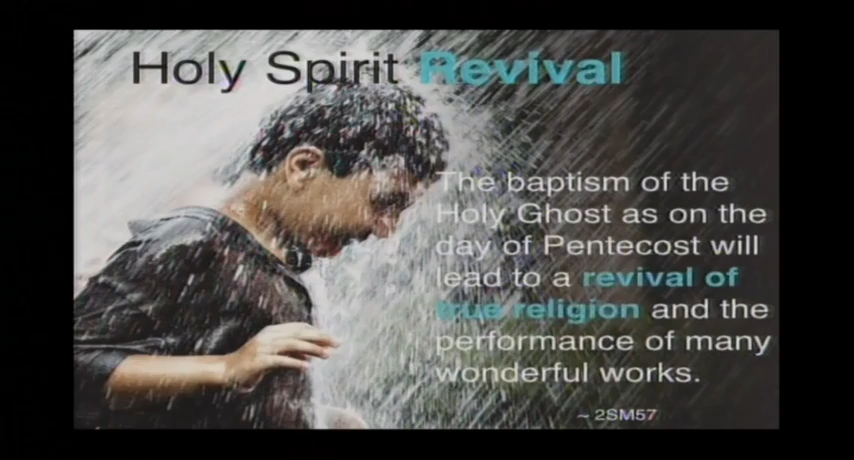 Holy Spirit Revival
The baptism of the
Holy Ghost as on the
day of Pentecost will
lead to a revival of
true religion and the
performance of many
wonderful works.
~ 2SM57